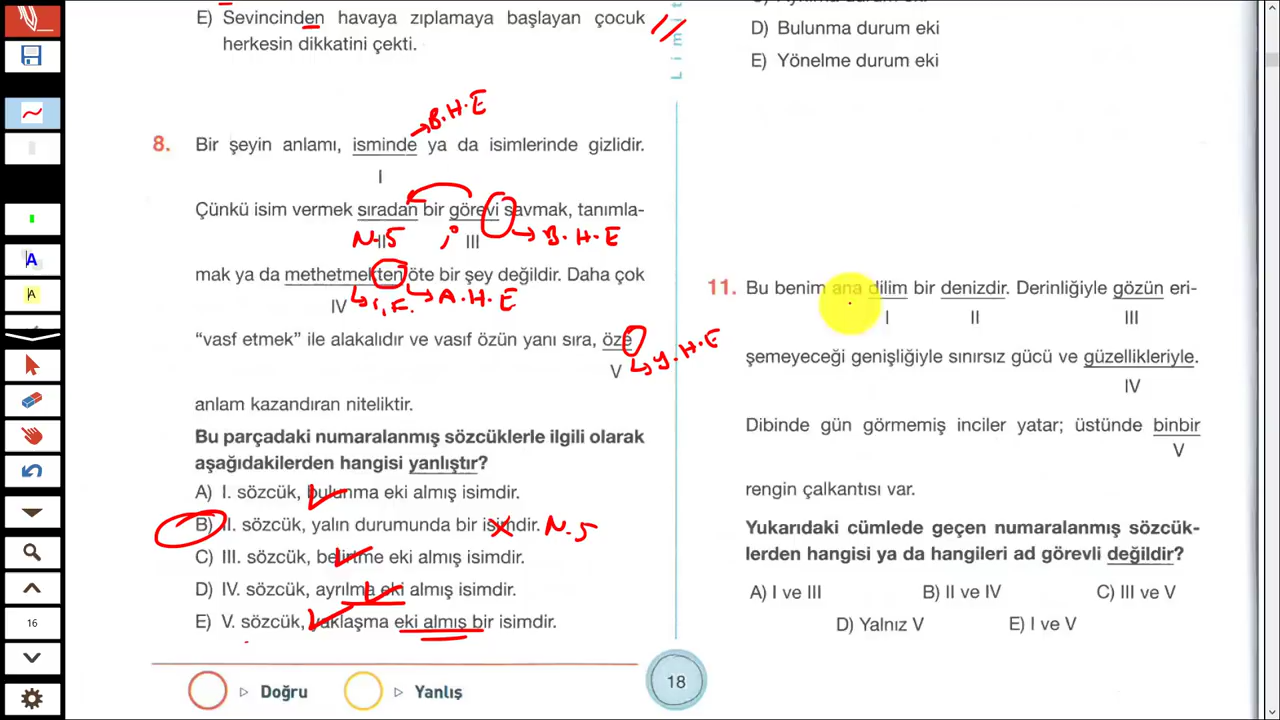 E) Sevincinden havaya zıplamaya başlayan çocuk
herkesin dikkatini çekti.
8. Bir şeyin anlamı, isminde ya da isimlerinde gizlidir.
B.H.E
I
Çünkü isim vermek sıradan bir görevi savmak, tanımla-
N.S II i III B.H.E
mak ya da methetmekten öte bir şey değildir. Daha çok
IV i.F. A.H.E
"vasf etmek" ile alakalıdır ve vasıf özün yanı sıra, öze
V Y.H.E
anlam kazandıran niteliktir.
Bu parçadaki numaralanmış sözcüklerle ilgili olarak
aşağıdakilerden hangisi yanlıştır?
A) I. sözcük, bulunma eki almış isimdir.
B) II. sözcük, yalın durumunda bir isimdir. N.S
C) III. sözcük, belirtme eki almış isimdir.
D) IV. sözcük, ayrılma eki almış isimdir.
E) V. sözcük, yaklaşma eki almış bir isimdir.
Doğru
Yanlış
Limit
D) Bulunma durum eki
E) Yönelme durum eki
11. Bu benim ana dilim bir denizdir. Derinliğiyle gözün eri-
I II III
şemeyeceği genişliğiyle sınırsız gücü ve güzellikleriyle.
IV
Dibinde gün görmemiş inciler yatar; üstünde binbir
V
rengin çalkantısı var.
Yukarıdaki cümlede geçen numaralanmış sözcük-
lerden hangisi ya da hangileri ad görevli değildir?
A) I ve III B) II ve IV C) III ve V
D) Yalnız V E) I ve V
18
A
A
16